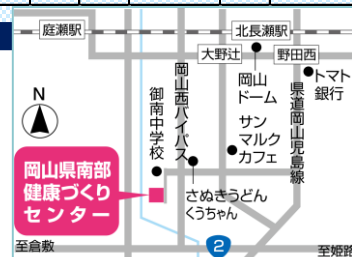 庭瀬駅
北長瀬駅
大野辻
野田西
岡山
ドーム
トマト
銀行
岡山西バイパス
御南中学校
県道岡山児島線
N
サン
マルク
カフェ
岡山県南部
健康づくり
センター
さぬきうどん
くうちゃん
2
至倉敷
至姫路